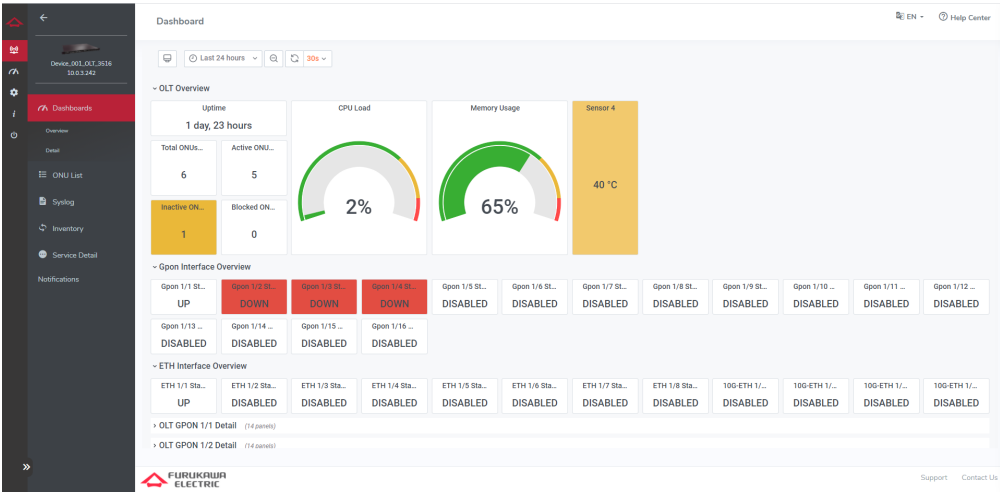 Dashboard
EN
Help Center
Device_001_OLT_3516
10.0.3.242
Dashboards
Overview
Detail
ONU List
Syslog
Inventory
Service Detail
Notifications
Last 24 hours
30s
OLT Overview
Uptime
1 day, 23 hours
Total ONUs...
6
Active ONU...
5
Inactive ON...
1
Blocked ON...
0
CPU Load
2%
Memory Usage
65%
Sensor 4
40 °C
Gpon Interface Overview
Gpon 1/1 St...
UP
Gpon 1/2 St...
DOWN
Gpon 1/3 St...
DOWN
Gpon 1/4 St...
DOWN
Gpon 1/5 St...
DISABLED
Gpon 1/6 St...
DISABLED
Gpon 1/7 St...
DISABLED
Gpon 1/8 St...
DISABLED
Gpon 1/9 St...
DISABLED
Gpon 1/10 ...
DISABLED
Gpon 1/11 ...
DISABLED
Gpon 1/12 ...
DISABLED
Gpon 1/13 ...
DISABLED
Gpon 1/14 ...
DISABLED
Gpon 1/15 ...
DISABLED
Gpon 1/16 ...
DISABLED
ETH Interface Overview
ETH 1/1 Sta...
UP
ETH 1/2 Sta...
DISABLED
ETH 1/3 Sta...
DISABLED
ETH 1/4 Sta...
DISABLED
ETH 1/5 Sta...
DISABLED
ETH 1/6 Sta...
DISABLED
ETH 1/7 Sta...
DISABLED
ETH 1/8 Sta...
DISABLED
10G-ETH 1/...
DISABLED
10G-ETH 1/...
DISABLED
10G-ETH 1/...
DISABLED
10G-ETH 1/...
DISABLED
OLT GPON 1/1 Detail (14 panels)
OLT GPON 1/2 Detail (14 panels)
FURUKAWA
ELECTRIC
Support
Contact Us